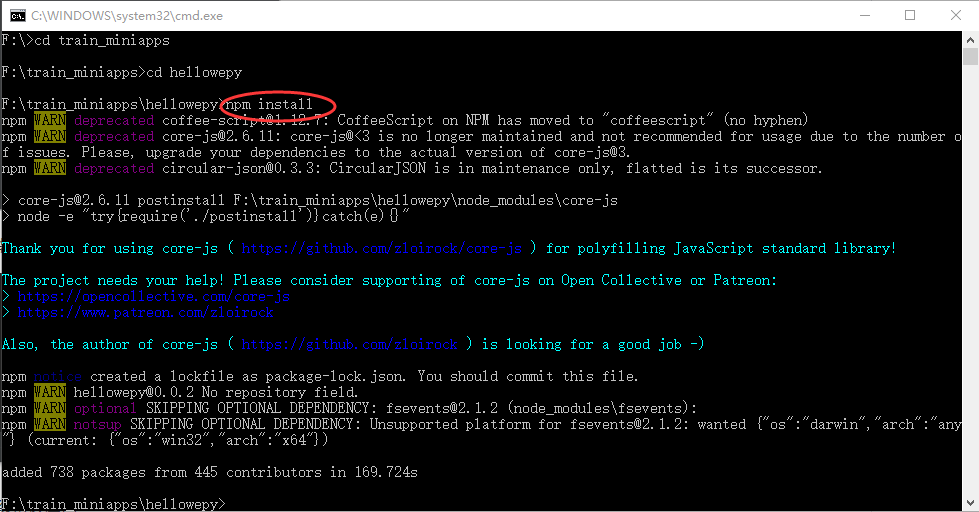 C:\WINDOWS\system32\cmd.exe
F:\>cd train_miniapps
F:\train_miniapps>cd hellowepy
F:\train_miniapps\hellowepy>npm install
npm WARN deprecated coffee-script@1.12.7: CoffeeScript on NPM has moved to "coffeescript" (no hyphen)
npm WARN deprecated core-js@2.6.11: core-js@<3 is no longer maintained and not recommended for usage due to the number o
f issues. Please, upgrade your dependencies to the actual version of core-js@3.
npm WARN deprecated circular-json@0.3.3: CircularJSON is in maintenance only, flatted is its successor.
> core-js@2.6.11 postinstall F:\train_miniapps\hellowepy\node_modules\core-js
> node -e "try{require('./postinstall')}catch(e){}"
Thank you for using core-js ( https://github.com/zloirock/core-js ) for polyfilling JavaScript standard library!
The project needs your help! Please consider supporting of core-js on Open Collective or Patreon:
> https://opencollective.com/core-js
> https://www.patreon.com/zloirock
Also, the author of core-js ( https://github.com/zloirock ) is looking for a good job -)
npm notice created a lockfile as package-lock.json. You should commit this file.
npm WARN hellowepy@0.0.2 No repository field.
npm WARN optional SKIPPING OPTIONAL DEPENDENCY: fsevents@2.1.2 (node_modules\fsevents):
npm WARN notsup SKIPPING OPTIONAL DEPENDENCY: Unsupported platform for fsevents@2.1.2: wanted {"os":"darwin","arch":"any
"} (current: {"os":"win32","arch":"x64"})
added 738 packages from 445 contributors in 169.724s
F:\train_miniapps\hellowepy>